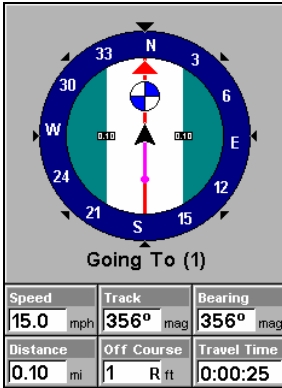 N
33
3
30
6
0.10
0.10
W
E
24
12
21
15
S
Going To (1)
Speed
Track
Bearing
15.0 mph
356º mag
356º mag
Distance
Off Course
Travel Time
0.10 mi
1 R ft
0:00:25